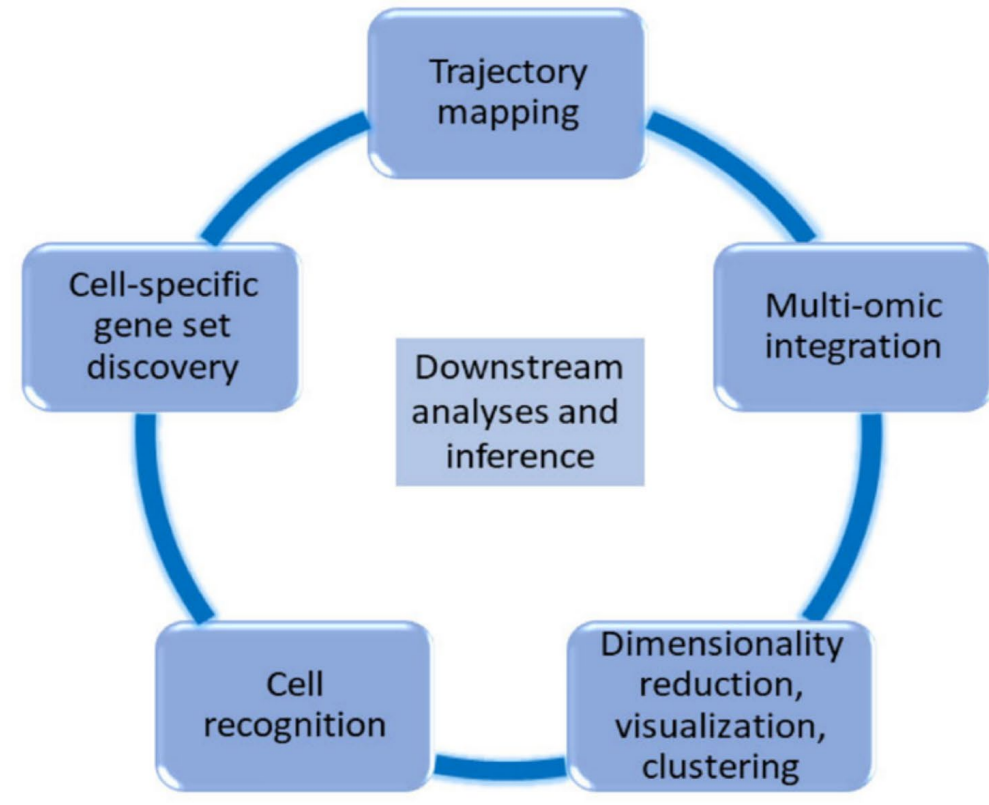 Trajectory
mapping
Cell-specific
gene set
discovery
Multi-omic
integration
Downstream
analyses and
inference
Cell
recognition
Dimensionality
reduction,
visualization,
clustering